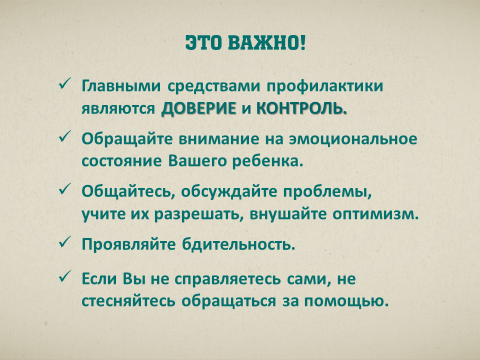 ЭТО ВАЖНО!
✓ Главными средствами профилактики
являются ДОВЕРИЕ и КОНТРОЛЬ.
✓ Обращайте внимание на эмоциональное
состояние Вашего ребенка.
✓ Общайтесь, обсуждайте проблемы,
учите их разрешать, внушайте оптимизм.
✓ Проявляйте бдительность.
✓ Если Вы не справляетесь сами, не
стесняйтесь обращаться за помощью.